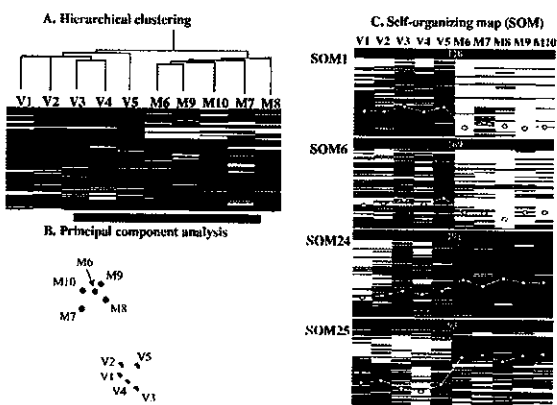 A. Hierarchical clustering
V1 V2 V3 V4 V5 M6 M9 M10 M7 M8
B. Principal component analysis
M6
M9
M10
M8
M7
V2 V5
V1
V4
V3
C. Self-organizing map (SOM)
V1 V2 V3 V4 V5 M6 M7 M8 M9 M10
SOM1
SOM6
SOM24
SOM25